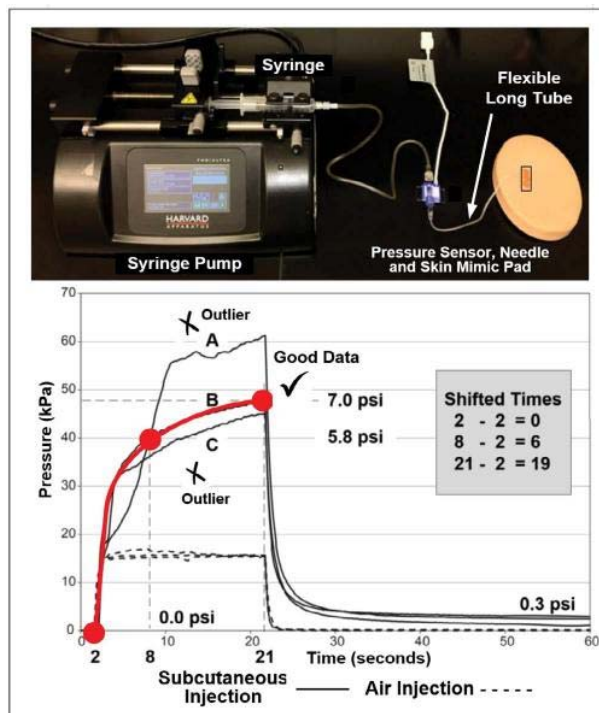 Syringe
Flexible
Long Tube
HARVARD
APPARATUS
Syringe Pump
Pressure Sensor, Needle
and Skin Mimic Pad
70
60
50
40
30
20
10
0
Pressure (kPa)
Outlier
A
Good Data
B
7.0 psi
C
5.8 psi
Outlier
Shifted Times
2 - 2 = 0
8 - 2 = 6
21 - 2 = 19
0.0 psi
0.3 psi
10
30
40
50
60
2
8
21
Time (seconds)
Subcutaneous
Injection
Air Injection